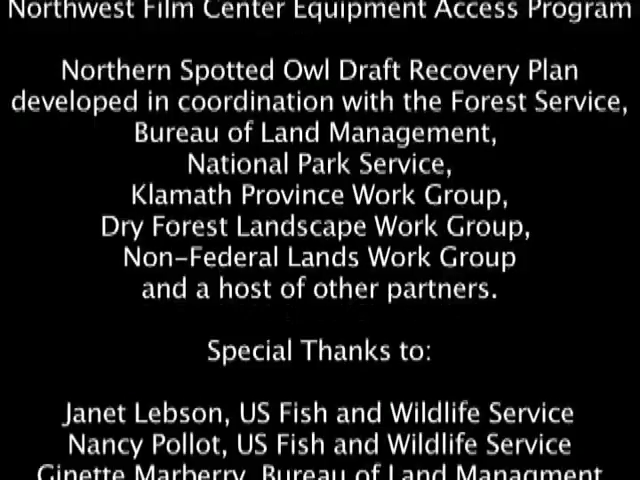 Northwest Film Center Equipment Access Program
Northern Spotted Owl Draft Recovery Plan
developed in coordination with the Forest Service,
Bureau of Land Management,
National Park Service,
Klamath Province Work Group,
Dry Forest Landscape Work Group,
Non-Federal Lands Work Group
and a host of other partners.
Special Thanks to:
Janet Lebson, US Fish and Wildlife Service
Nancy Pollot, US Fish and Wildlife Service
Ginette Marberry, Bureau of Land Managment